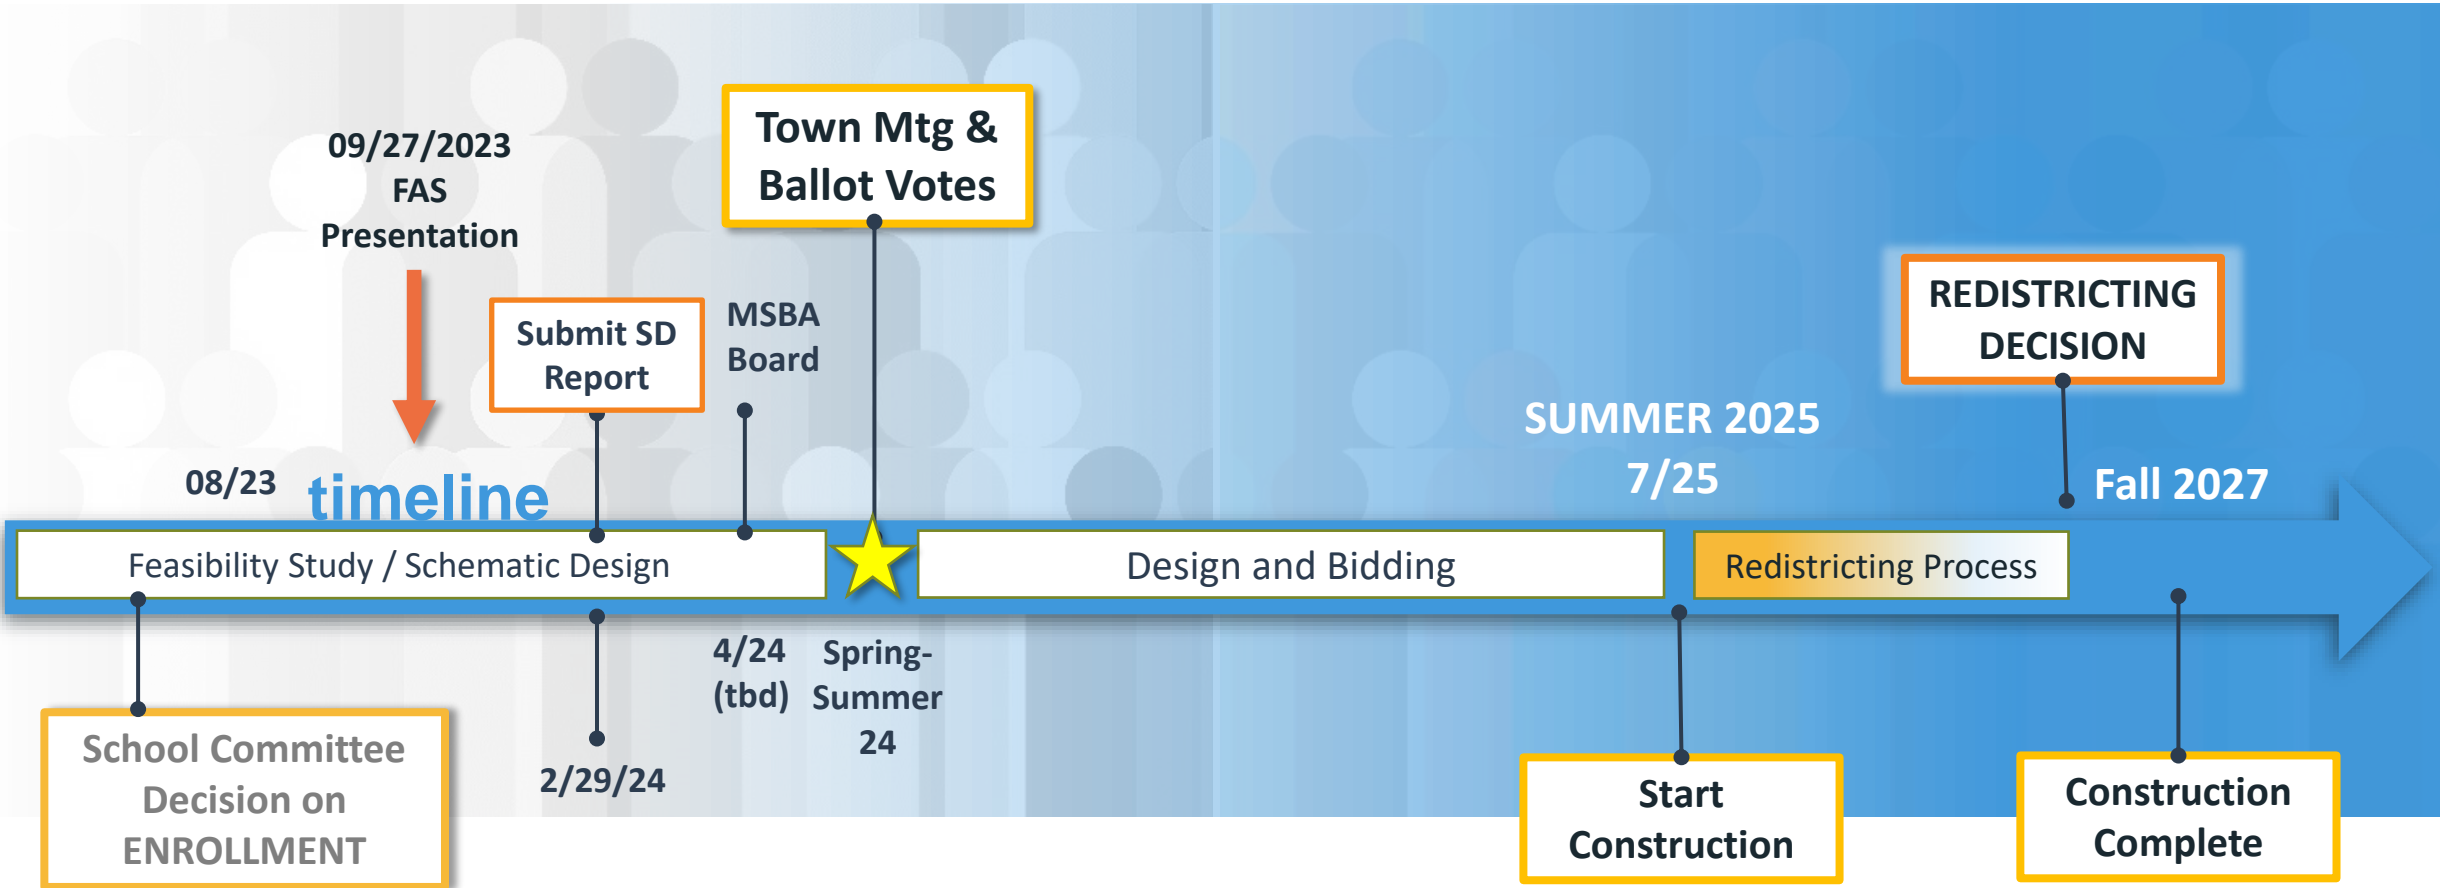 09/27/2023
FAS
Presentation
Town Mtg &
Ballot Votes
Submit SD
Report
MSBA
Board
REDISTRICTING
DECISION
SUMMER 2025
7/25
08/23
timeline
Fall 2027
Feasibility Study / Schematic Design
Design and Bidding
Redistricting Process
4/24
(tbd)
Spring-
Summer
24
2/29/24
School Committee
Decision on
ENROLLMENT
Start
Construction
Construction
Complete